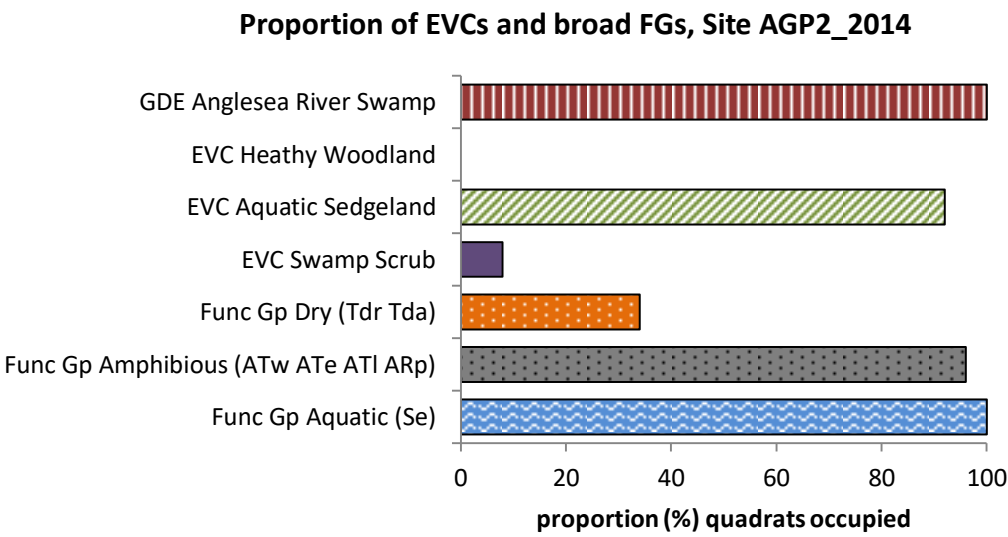 Proportion of EVCs and broad FGs, Site AGP2_2014
GDE Anglesea River Swamp
EVC Heathy Woodland
EVC Aquatic Sedgeland
EVC Swamp Scrub
Func Gp Dry (Tdr Tda)
Func Gp Amphibious (ATw ATe ATl ARp)
Func Gp Aquatic (Se)
0 20 40 60 80 100
proportion (%) quadrats occupied